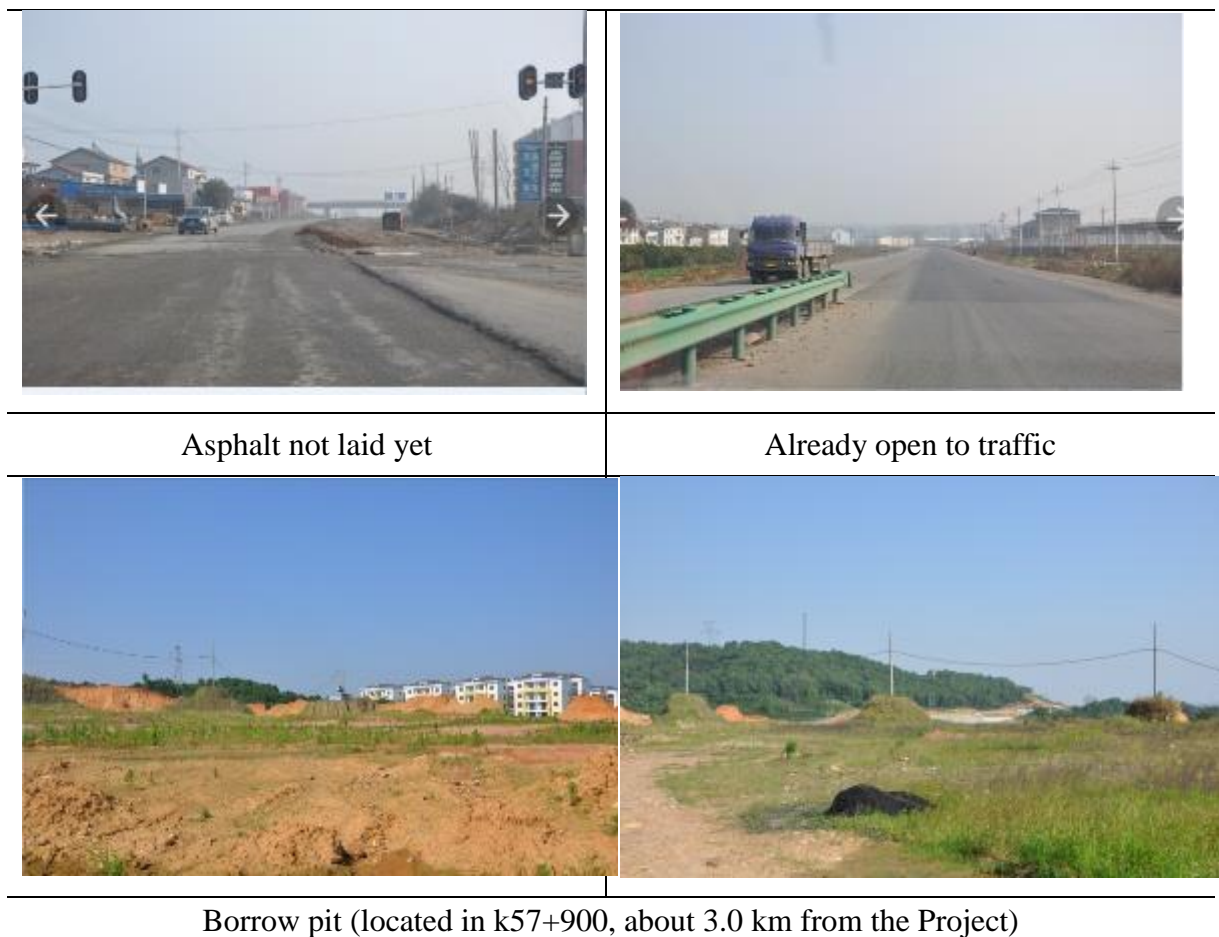 Asphalt not laid yet
Already open to traffic
Borrow pit (located in k57+900, about 3.0 km from the Project)